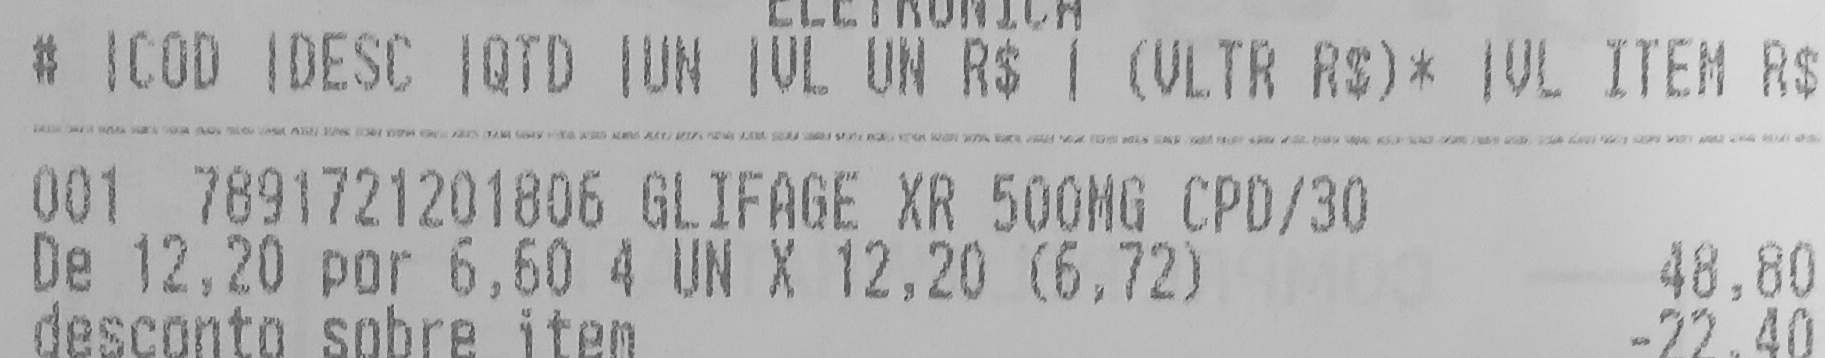 ELETRONICA
# |COD |DESC |QTD |UN |VL UN R$ | (VLTR R$)* |VL ITEM R$
001 7891721201806 GLIFAGE XR 500MG CPD/30
De 12,20 por 6,60 4 UN X 12,20 (6,72) 48,80
desconto sobre item -22,40